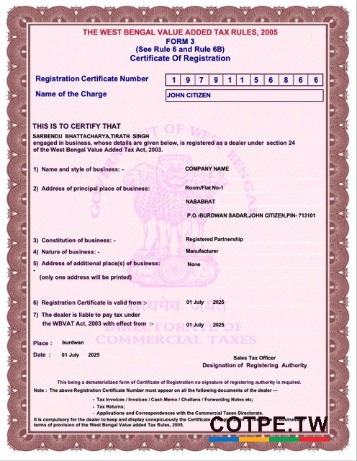 THE WEST BENGAL VALUE ADDED TAX RULES, 2005
FORM 3
(See Rule 6 and Rule 6B)
Certificate Of Registration
Registration Certificate Number 1 9 7 9 1 1 5 8 6 6
Name of the Charge JOHN CITIZEN
THIS IS TO CERTIFY THAT
SARBENDU BHATTACHARYA,TIRATH SINGH
engaged in business, whose details are given below, is registered as a dealer under section 24
of the West Bengal Value Added Tax Act, 2003.
1) Name and style of business: - COMPANY NAME
2) Address of principal place of business: Room/Flat No-1
NABABHAT
P.O.-BURDWAN SADAR,JOHN CITIZEN,PIN- 713101
3) Constitution of business: - Registered Partnership
4) Nature of business: - Manufacturer
5) Address of additional place(s) of business: None
-
(only one address will be printed)
6) Registration Certificate is valid from :- 01 July 2025
7) The dealer is liable to pay tax under
the WBVAT Act, 2003 with effect from :- 01 July 2025
DIRECTORATE OF
COMMERCIAL TAXES
Place : burdwan
Date : 01 July 2025
Sales Tax Officer
Designation of Registering Authority
This being a dematerialized form of Certificate of Registration no signature of registering authority is required.
Note : The above Registration Certificate Number must appear on all the following documents of the dealer —
- Tax Invoices / Invoices / Cash Memo / Challans / Forwarding Notes etc;
- Tax Returns;
- Applications and Correspondences with the Commercial Taxes Directorate.
It is compulsory for the dealer to keep and display conspicuously the Certificate
terms of provision of the West Bengal Value Added Tax Rules, 2005.
COTPE.TW